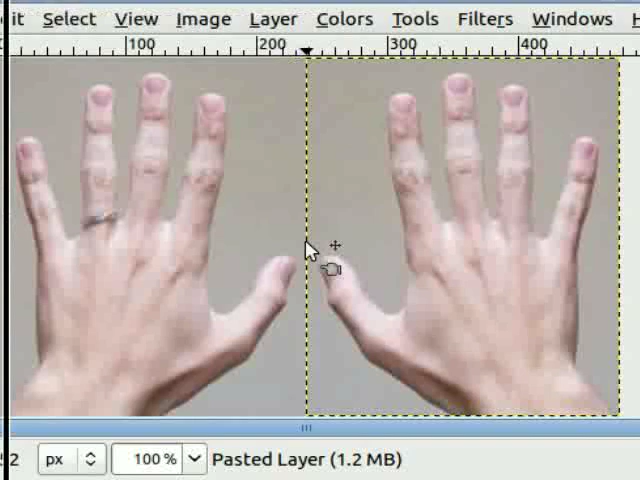 it Select View Image Layer Colors Tools Filters Windows H
100 200 300 400
2 px 100 % Pasted Layer (1.2 MB)